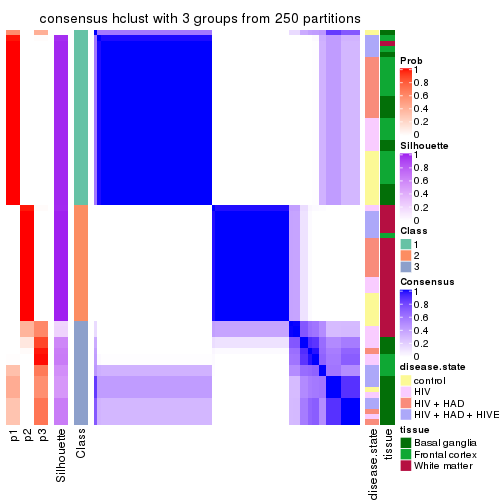 consensus hclust with 3 groups from 250 partitions
Prob
1
0.8
0.6
0.4
0.2
0
Silhouette
1
0.8
0.6
0.4
0.2
0
Class
1
2
3
Consensus
1
0.8
0.6
0.4
0.2
0
disease.state
control
HIV
HIV + HAD
HIV + HAD + HIVE
tissue
Basal ganglia
Frontal cortex
White matter
p1
p2
p3
Silhouette
Class
disease.state
tissue